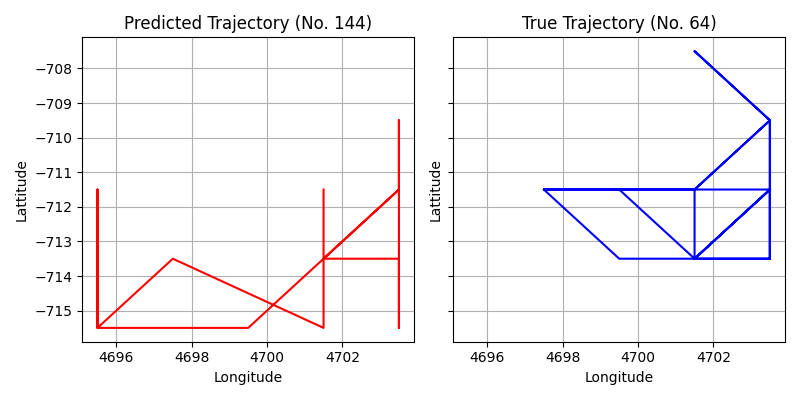 Predicted Trajectory (No. 144)
Lattitude
−708
−709
−710
−711
−712
−713
−714
−715
4696 4698 4700 4702
Longitude
True Trajectory (No. 64)
Lattitude
4696 4698 4700 4702
Longitude